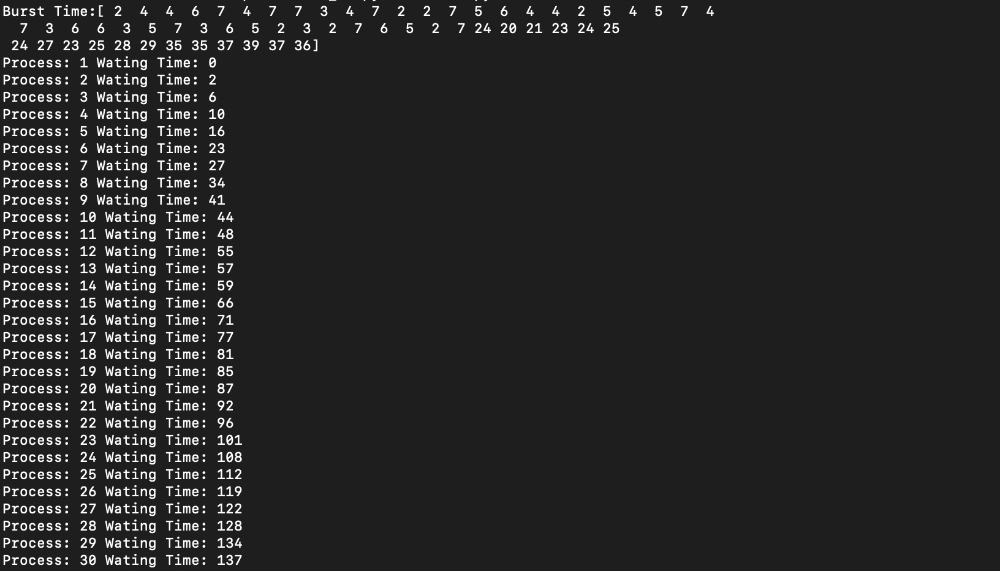 Burst Time:[ 2  4  4  6  7  4  7  7  3  4  7  2  2  7  5  6  4  4  2  5  4  5  7  4
  7  3  6  6  3  5  7  3  6  5  2  3  2  7  6  5  2  7 24 20 21 23 24 25
 24 27 23 25 28 29 35 35 37 39 37 36]
Process: 1 Wating Time: 0
Process: 2 Wating Time: 2
Process: 3 Wating Time: 6
Process: 4 Wating Time: 10
Process: 5 Wating Time: 16
Process: 6 Wating Time: 23
Process: 7 Wating Time: 27
Process: 8 Wating Time: 34
Process: 9 Wating Time: 41
Process: 10 Wating Time: 44
Process: 11 Wating Time: 48
Process: 12 Wating Time: 55
Process: 13 Wating Time: 57
Process: 14 Wating Time: 59
Process: 15 Wating Time: 66
Process: 16 Wating Time: 71
Process: 17 Wating Time: 77
Process: 18 Wating Time: 81
Process: 19 Wating Time: 85
Process: 20 Wating Time: 87
Process: 21 Wating Time: 92
Process: 22 Wating Time: 96
Process: 23 Wating Time: 101
Process: 24 Wating Time: 108
Process: 25 Wating Time: 112
Process: 26 Wating Time: 119
Process: 27 Wating Time: 122
Process: 28 Wating Time: 128
Process: 29 Wating Time: 134
Process: 30 Wating Time: 137